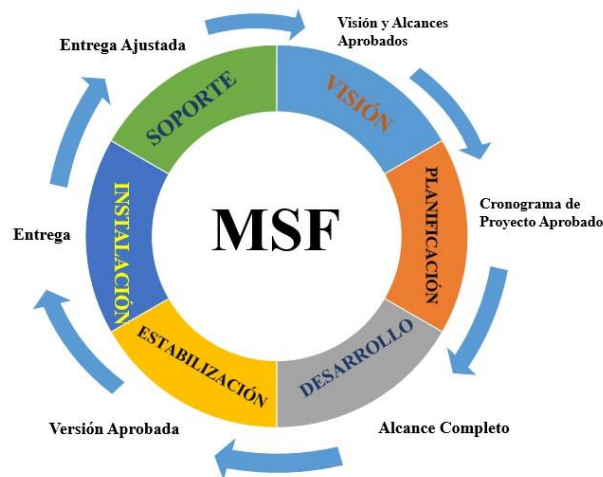 Visión y Alcances
Aprobados
VISIÓN
PLANIFICACIÓN
Cronograma de
Proyecto Aprobado
DESARROLLO
Alcance Completo
ESTABILIZACIÓN
Versión Aprobada
INSTALACIÓN
Entrega
SOPORTE
Entrega Ajustada
MSF